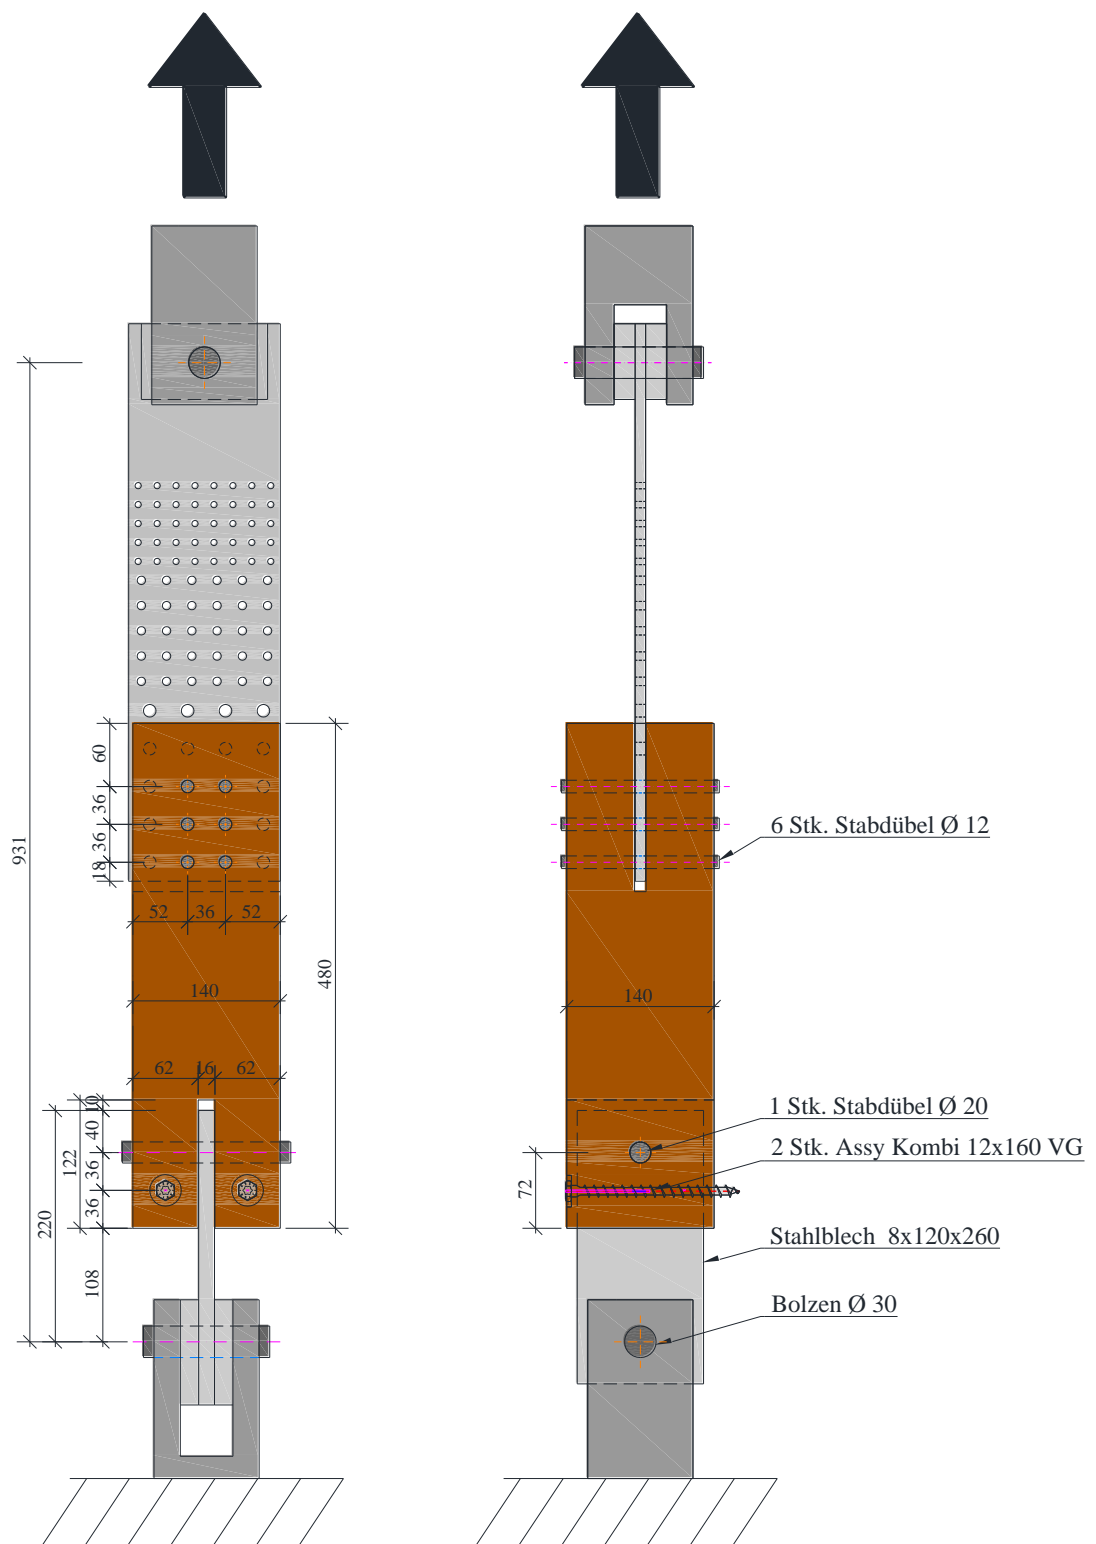 931
60
36
36
18
52 36 52
140
480
62 16 62
10
40
122
36
36
220
108
6 Stk. Stabdübel Ø 12
140
1 Stk. Stabdübel Ø 20
2 Stk. Assy Kombi 12x160 VG
72
Stahlblech 8x120x260
Bolzen Ø 30